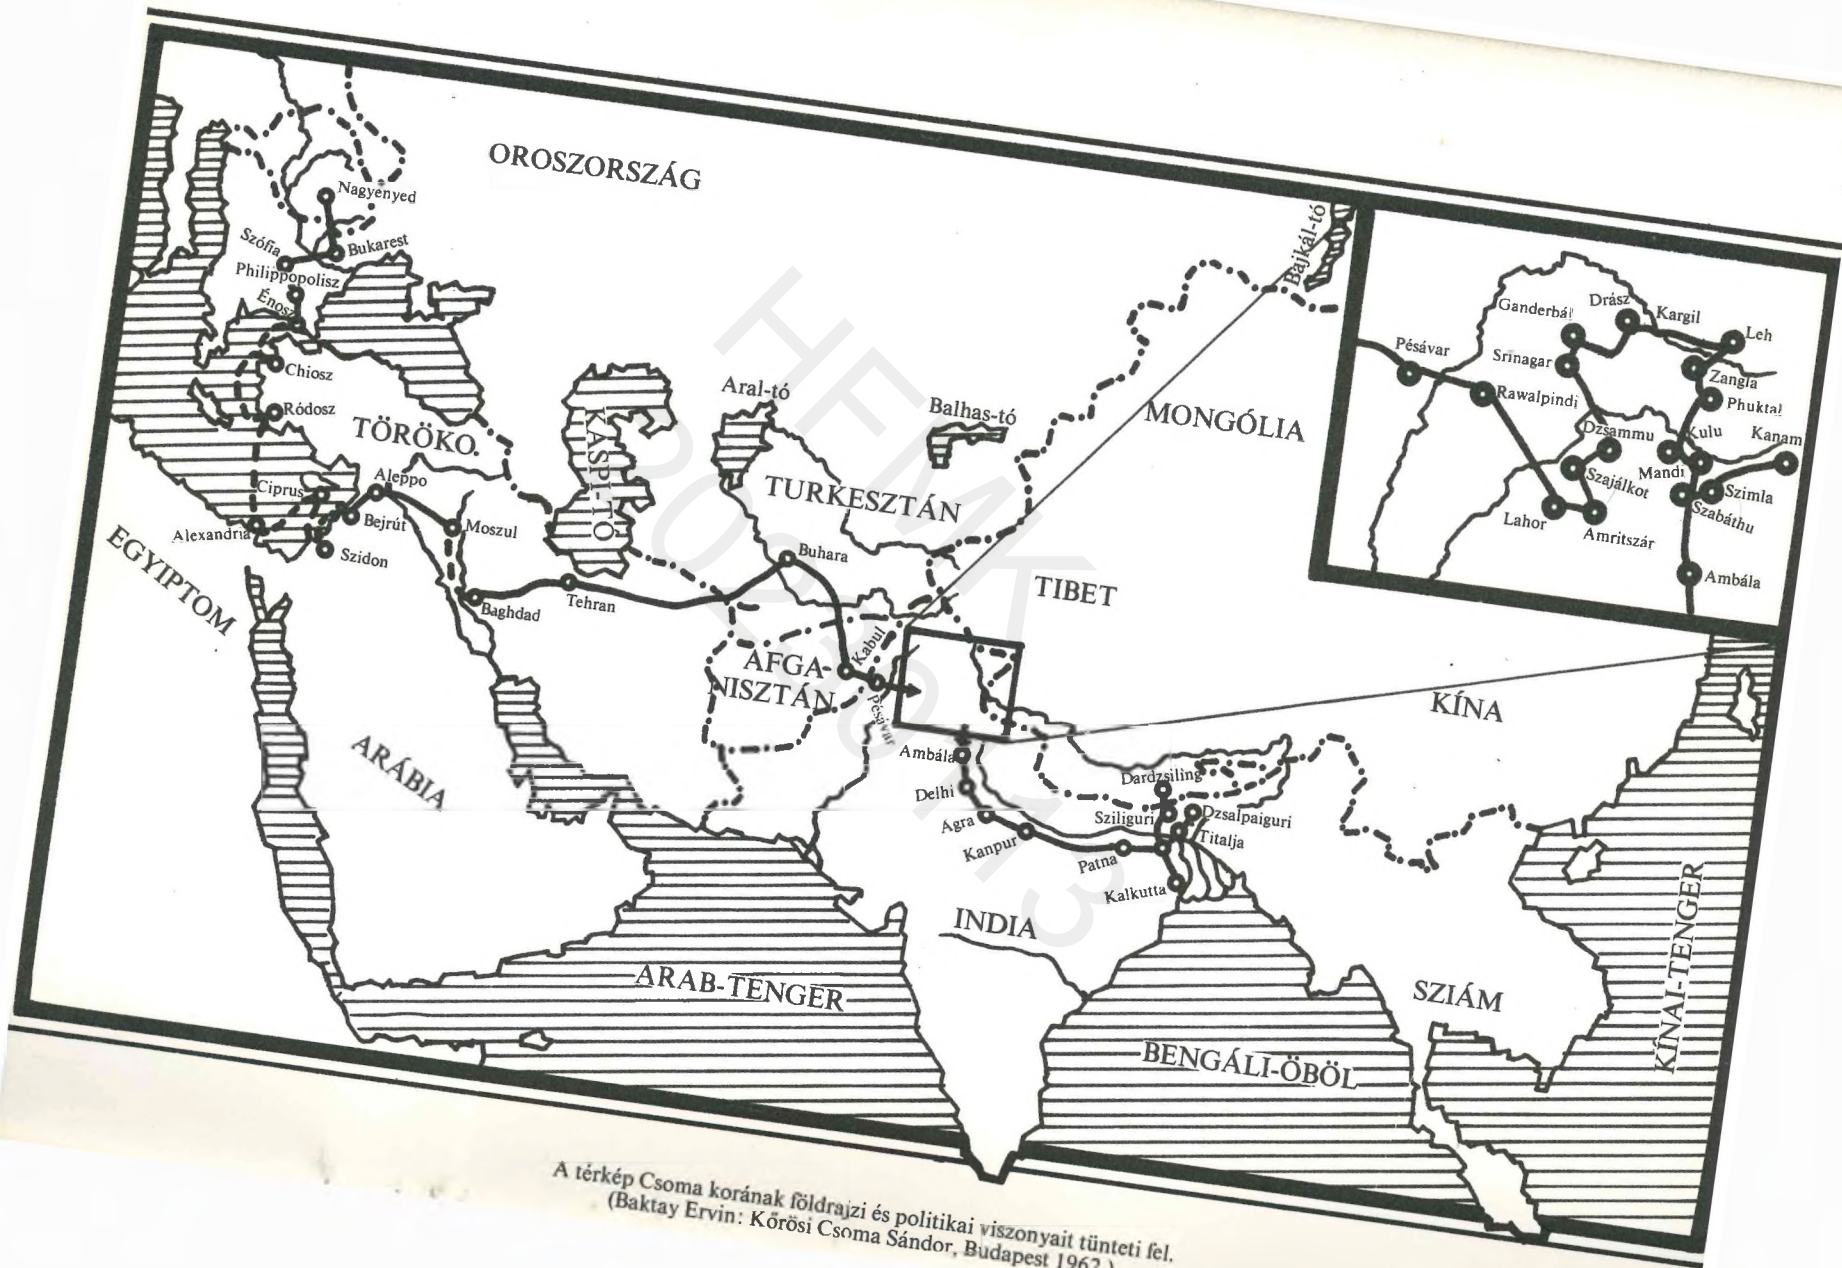 OROSZORSZÁG
Bajkál-tó
Nagyenyed
Szófia
Bukarest
Philippopolisz
Énosz
Chiosz
Ródosz
TÖRÖKO.
KASPI-TÓ
Aral-tó
Balhas-tó
MONGÓLIA
TURKESZTÁN
Ciprus
Aleppo
Alexandria
Bejrút
Moszul
Szidon
EGYIPTOM
Baghdad
Tehran
Buhara
TIBET
Kabul
AFGA-
NISZTÁN
Pésávár
ARÁBIA
KÍNA
Ambála
Delhi
Agra
Kanpur
Patna
Dardzsiling
Sziliguri
Dzsalpaiguri
Titalja
Kalkutta
INDIA
ARAB-TENGER
BENGÁLI-ÖBÖL
SZIÁM
KÍNAI-TENGER
Ganderbál
Drász
Kargil
Leh
Pésávar
Srinagar
Zangla
Rawalpindi
Phuktal
Dzsammu
Kulu
Kanam
Mandi
Szajálkot
Szimla
Szabáthu
Lahor
Amritszár
Ambála
A térkép Csoma korának földrajzi és politikai viszonyait tünteti fel.
(Baktay Ervin: Kőrösi Csoma Sándor, Budapest 1962.)
HFMK